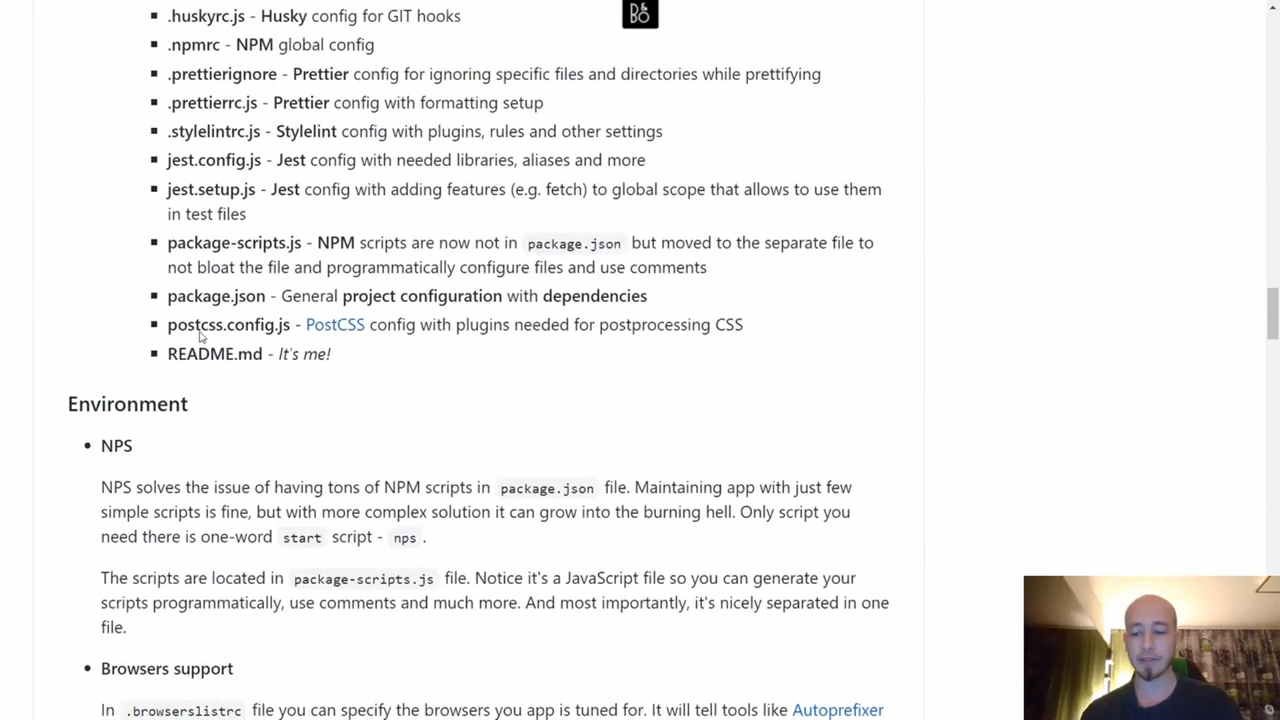 .huskyrc.js - Husky config for GIT hooks
.npmrc - NPM global config
.prettierignore - Prettier config for ignoring specific files and directories while prettifying
.prettierrc.js - Prettier config with formatting setup
.stylelintrc.js - Stylelint config with plugins, rules and other settings
jest.config.js - Jest config with needed libraries, aliases and more
jest.setup.js - Jest config with adding features (e.g. fetch) to global scope that allows to use them
in test files
package-scripts.js - NPM scripts are now not in package.json but moved to the separate file to
not bloat the file and programmatically configure files and use comments
package.json - General project configuration with dependencies
postcss.config.js - PostCSS config with plugins needed for postprocessing CSS
README.md - It's me!
Environment
NPS
NPS solves the issue of having tons of NPM scripts in package.json file. Maintaining app with just few
simple scripts is fine, but with more complex solution it can grow into the burning hell. Only script you
need there is one-word start script - nps .
The scripts are located in package-scripts.js file. Notice it's a JavaScript file so you can generate your
scripts programmatically, use comments and much more. And most importantly, it's nicely separated in one
file.
Browsers support
In .browserslistrc file you can specify the browsers you app is tuned for. It will tell tools like Autoprefixer